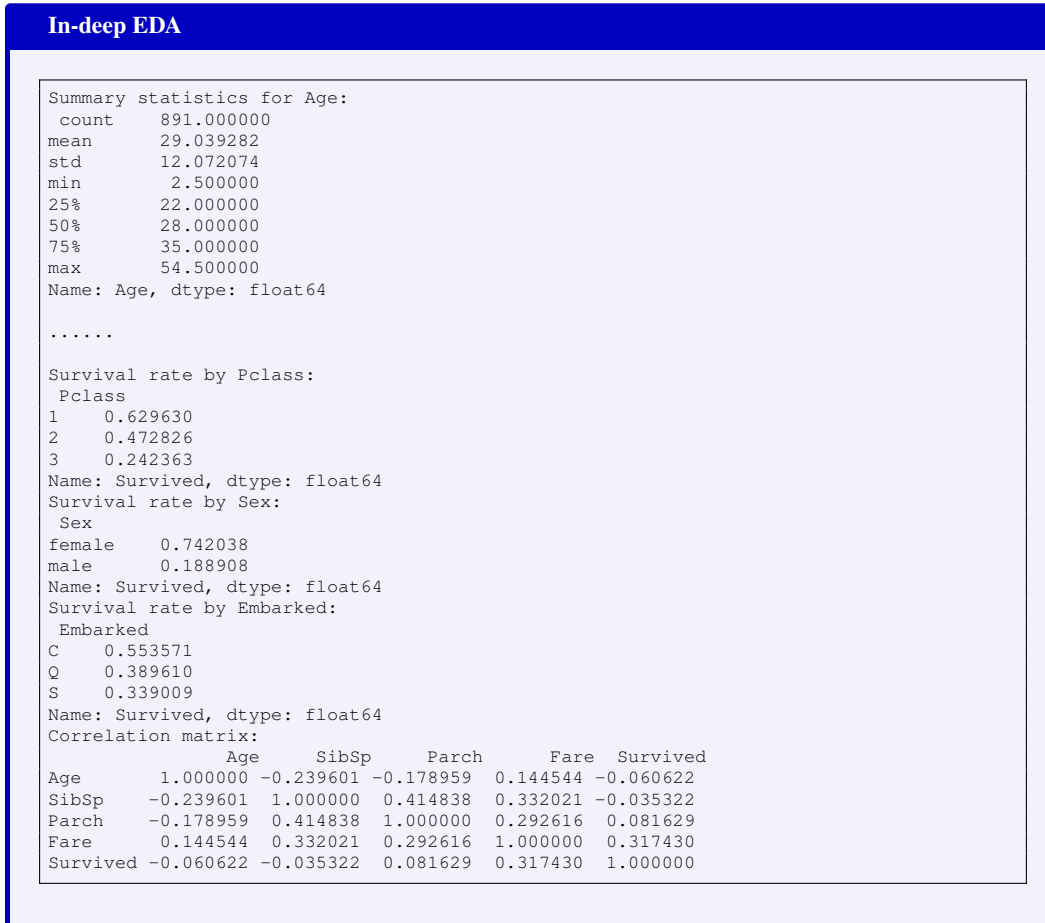 In-deep EDA
Summary statistics for Age:
 count    891.000000
mean      29.039282
std       12.072074
min        2.500000
25%       22.000000
50%       28.000000
75%       35.000000
max       54.500000
Name: Age, dtype: float64
......
Survival rate by Pclass:
 Pclass
1    0.629630
2    0.472826
3    0.242363
Name: Survived, dtype: float64
Survival rate by Sex:
 Sex
female    0.742038
male      0.188908
Name: Survived, dtype: float64
Survival rate by Embarked:
 Embarked
C    0.553571
Q    0.389610
S    0.339009
Name: Survived, dtype: float64
Correlation matrix:
               Age     SibSp     Parch      Fare  Survived
Age       1.000000 -0.239601 -0.178959  0.144544 -0.060622
SibSp    -0.239601  1.000000  0.414838  0.332021 -0.035322
Parch    -0.178959  0.414838  1.000000  0.292616  0.081629
Fare      0.144544  0.332021  0.292616  1.000000  0.317430
Survived -0.060622 -0.035322  0.081629  0.317430  1.000000